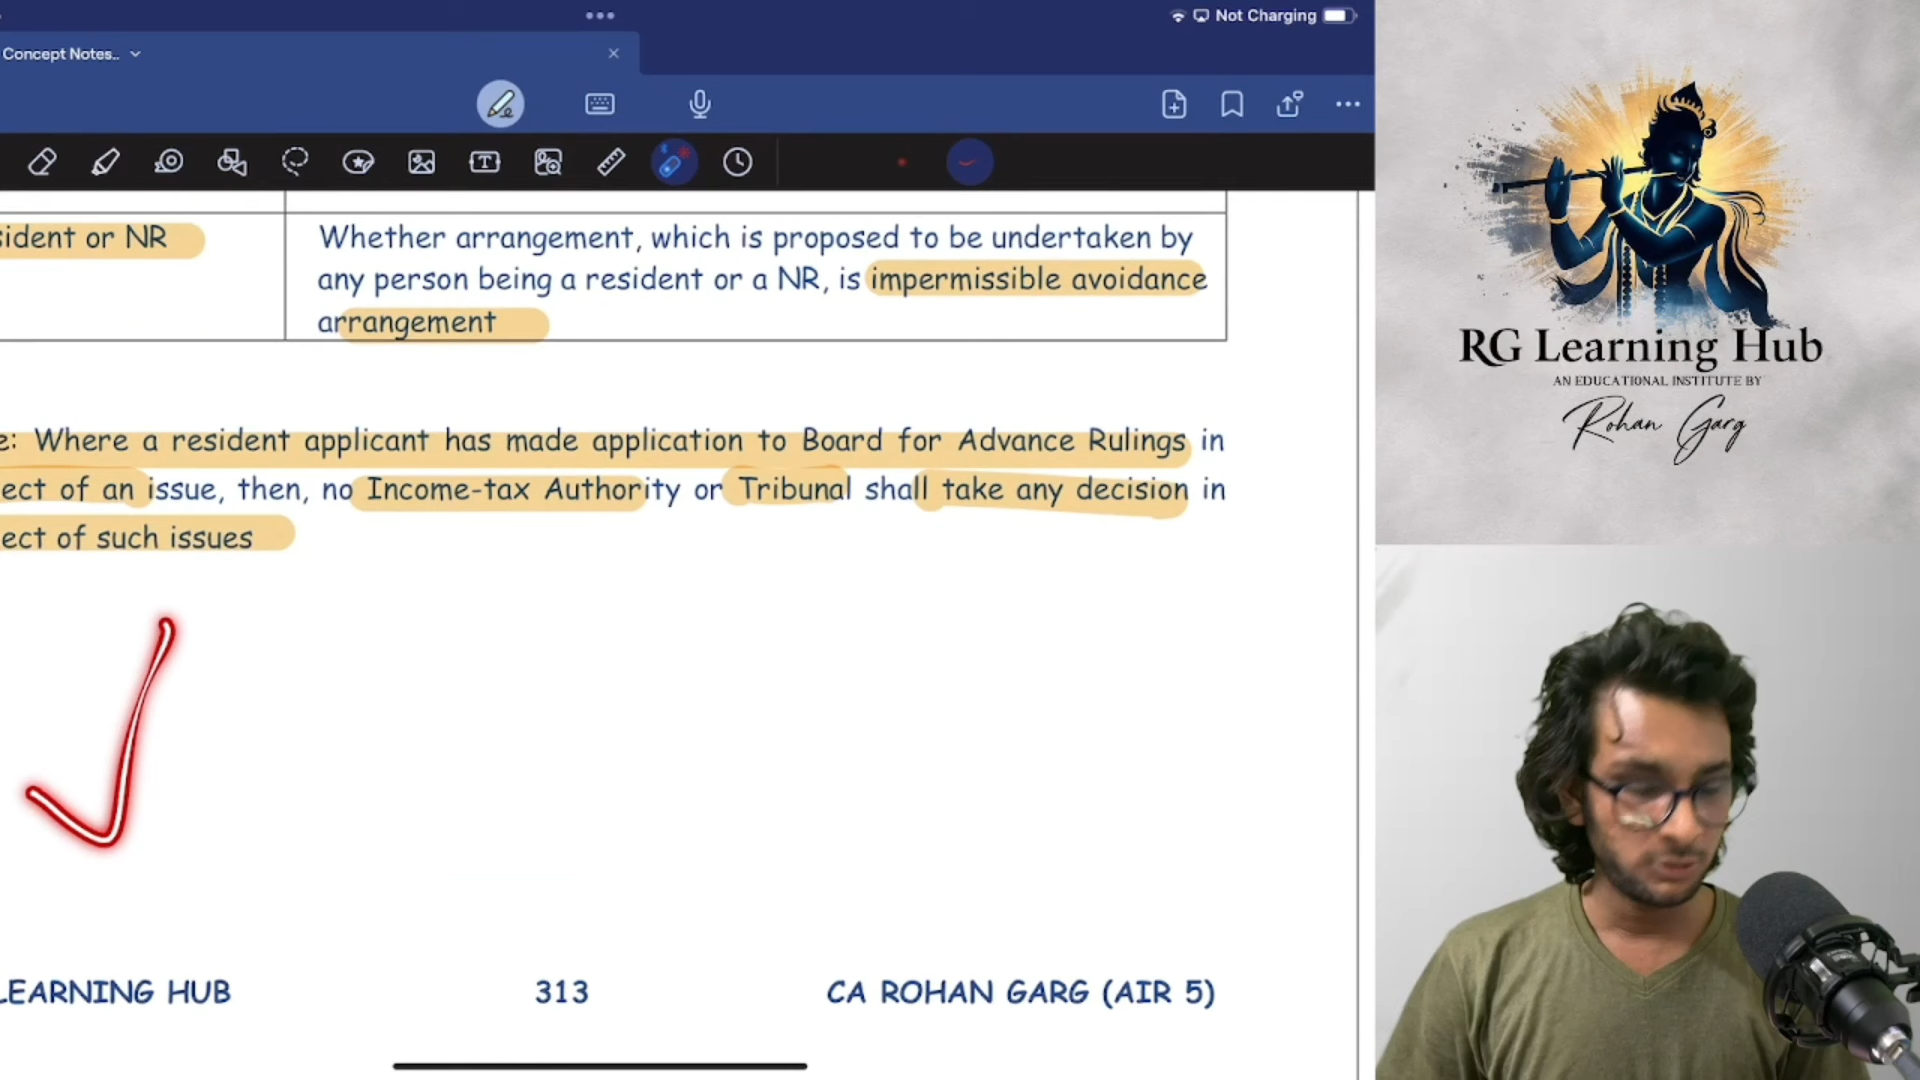 Not Charging
Concept Notes..
sident or NR
Whether arrangement, which is proposed to be undertaken by
any person being a resident or a NR, is impermissible avoidance
arrangement
e: Where a resident applicant has made application to Board for Advance Rulings in
ect of an issue, then, no Income-tax Authority or Tribunal shall take any decision in
ect of such issues
LEARNING HUB
313
CA ROHAN GARG (AIR 5)
RG Learning Hub
AN EDUCATIONAL INSTITUTE BY
Rohan Garg